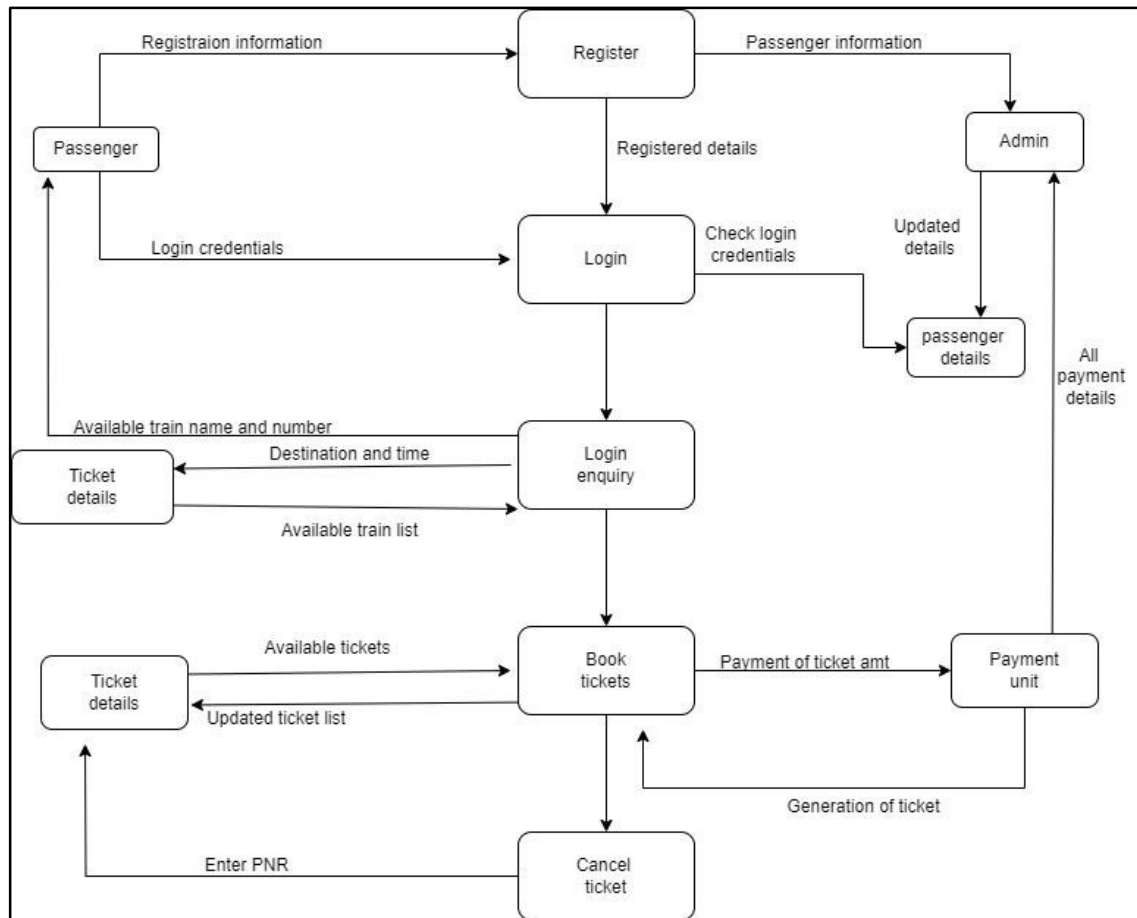 Registraion information
Register
Passenger information
Passenger
Admin
Registered details
Login credentials
Login
Check login
credentials
Updated
details
passenger
details
All
payment
details
Available train name and number
Destination and time
Login
enquiry
Ticket
details
Available train list
Available tickets
Book
tickets
Payment of ticket amt
Payment
unit
Ticket
details
Updated ticket list
Generation of ticket
Enter PNR
Cancel
ticket